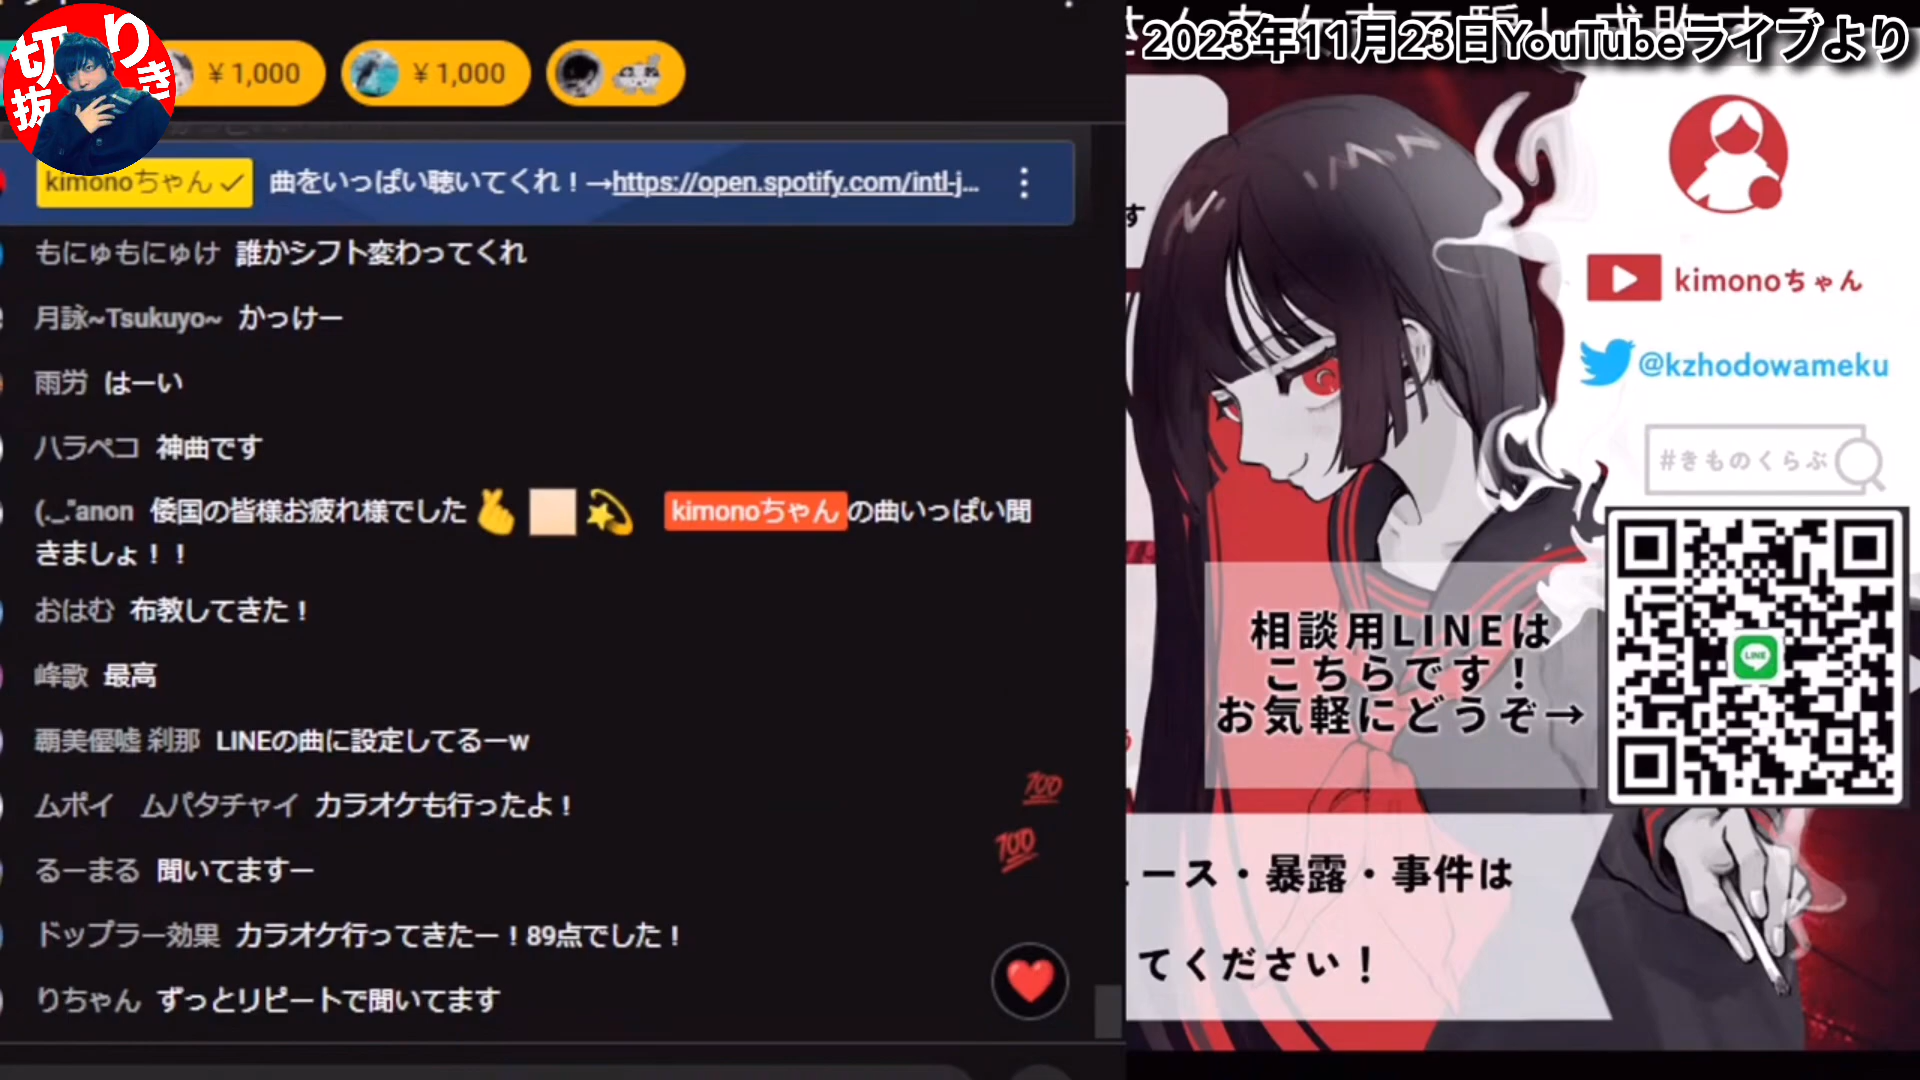 切り抜き
¥1,000
¥1,000
kimonoちゃん 曲をいっぱい聴いてくれ!→https://open.spotify.com/intl-j...
もにゅもにゅけ 誰かシフト変わってくれ
月詠~Tsukuyo~ かっけー
雨労 はーい
ハラペコ 神曲です
(._."anon 倭国の皆様お疲れ様でした kimonoちゃんの曲いっぱい聞
きましょ!!
おはむ 布教してきた!
峰歌 最高
覇美優嘘 刹那 LINEの曲に設定してるーw
ムポイ ムパタチャイ カラオケも行ったよ!
るーまる 聞いてますー
ドップラー効果 カラオケ行ってきたー!89点でした!
りちゃん ずっとリピートで聞いてます
2023年11月23日YouTubeライブより
kimonoちゃん
@kzhodowameku
#きものくらぶ
相談用LINEは
こちらです!
お気軽にどうぞ→
LINE
ース・暴露・事件は
てください!